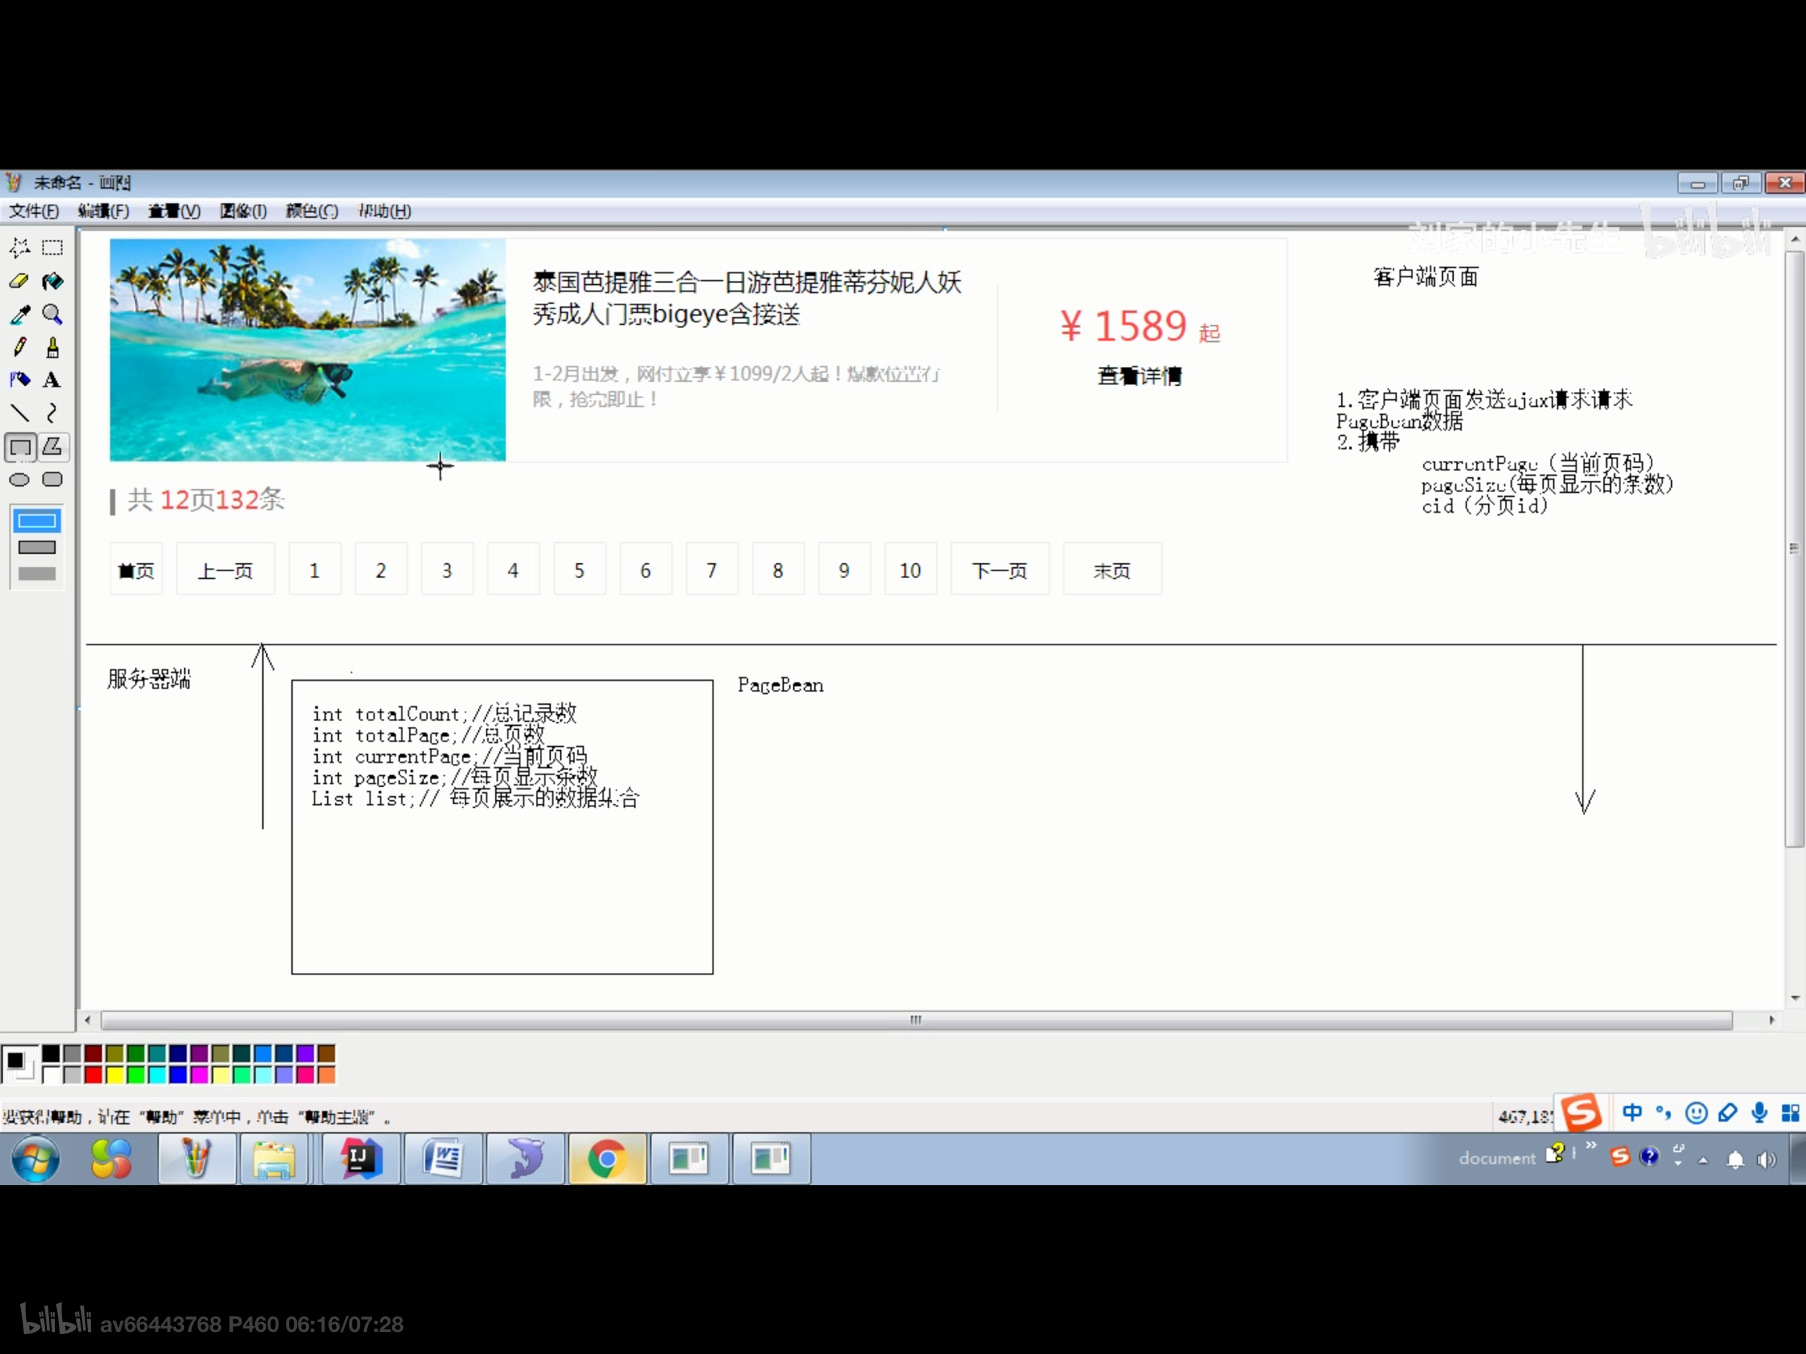 未命名 - 画图
文件(F) 编辑(E) 查看(V) 图像(I) 颜色(C) 帮助(H)
刘家的小先生 bilibili
泰国芭提雅三合一日游芭提雅蒂芬妮人妖
秀成人门票bigeye含接送
1-2月出发，网付立享￥1099/2人起！爆款位置有
限，抢完即止！
¥ 1589 起
查看详情
共 12页132条
首页 上一页 1 2 3 4 5 6 7 8 9 10 下一页 末页
客户端页面
1.客户端页面发送ajax请求请求
PageBean数据
2.携带
currentPage（当前页码）
pageSize(每页显示的条数)
cid（分页id）
服务器端
PageBean
int totalCount;//总记录数
int totalPage;//总页数
int currentPage;//当前页码
int pageSize;//每页显示条数
List list;// 每页展示的数据集合
要获得帮助，请在“帮助”菜单中，单击“帮助主题”。
467,18
中
document
bilibili av66443768 P460 06:16/07:28